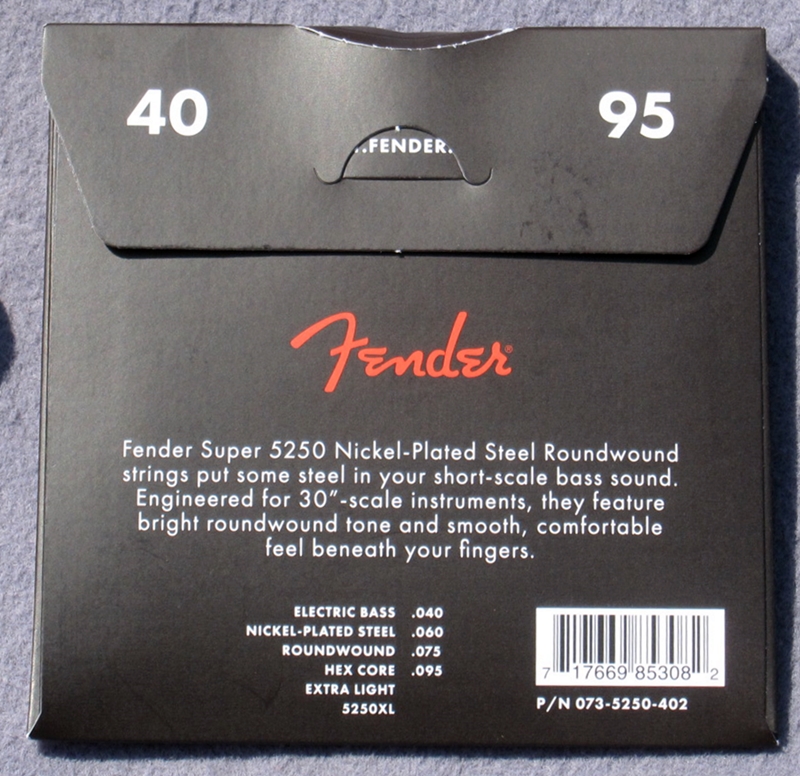 40 95
..FENDER.
Fender®
Fender Super 5250 Nickel-Plated Steel Roundwound
strings put some steel in your short-scale bass sound.
Engineered for 30”-scale instruments, they feature
bright roundwound tone and smooth, comfortable
feel beneath your fingers.
ELECTRIC BASS .040
NICKEL-PLATED STEEL .060
ROUNDWOUND .075
HEX CORE .095
EXTRA LIGHT
5250XL
7 17669 85308 2
P/N 073-5250-402